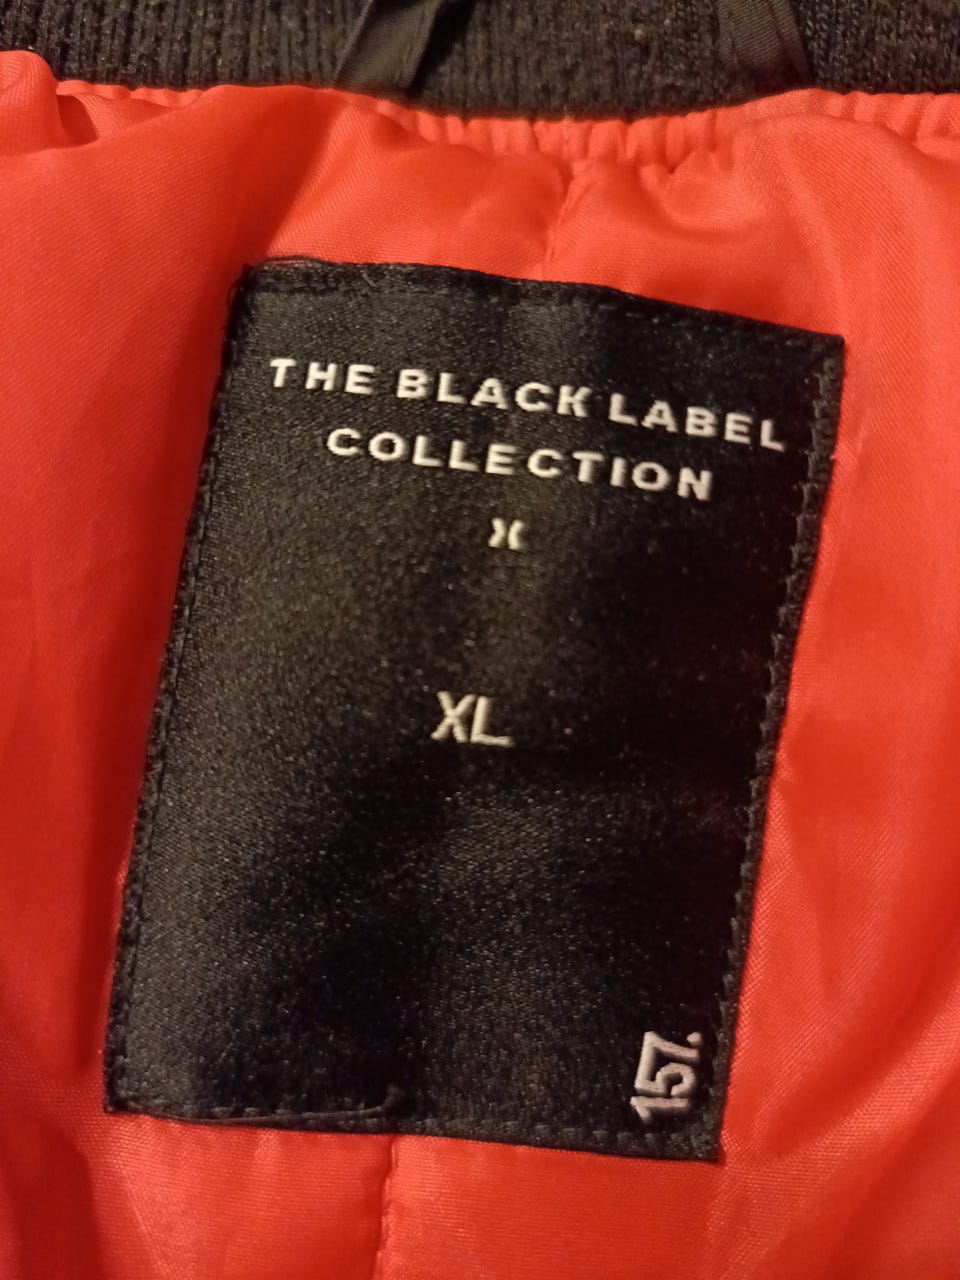 THE BLACK LABEL
COLLECTION
X
XL
157.